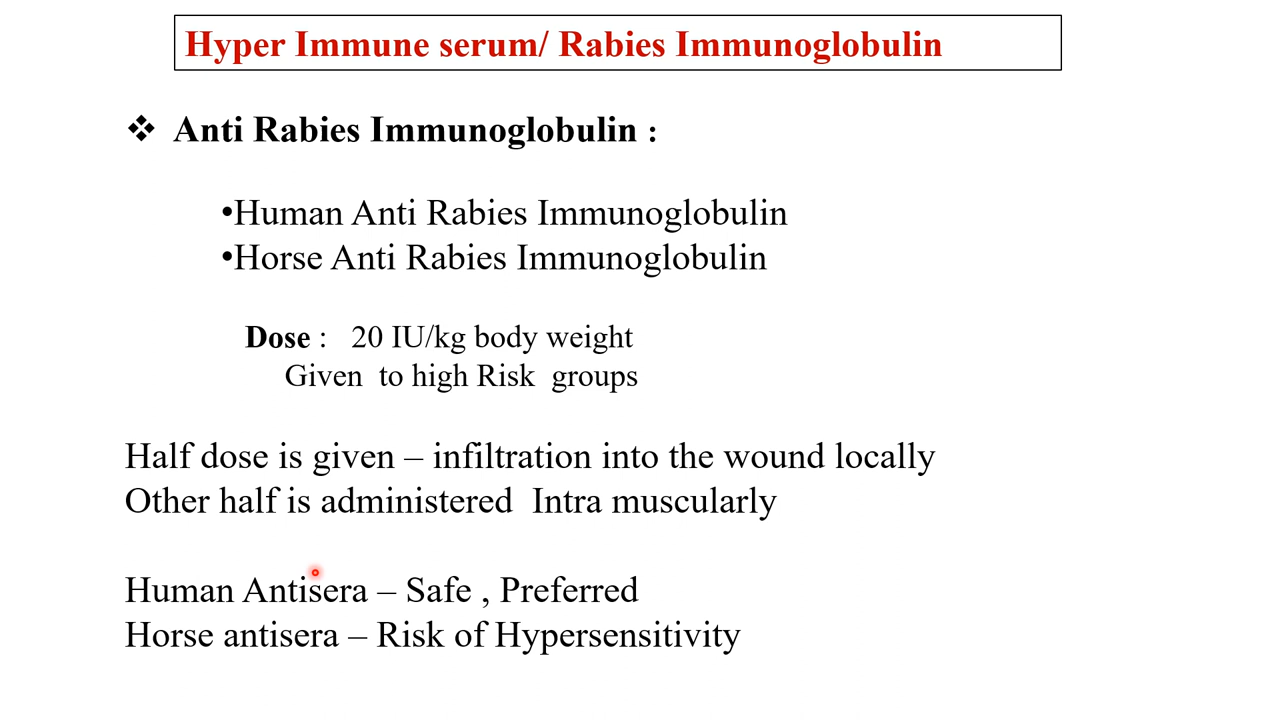 Hyper Immune serum/ Rabies Immunoglobulin
❖ Anti Rabies Immunoglobulin :
•Human Anti Rabies Immunoglobulin
•Horse Anti Rabies Immunoglobulin
Dose : 20 IU/kg body weight
Given to high Risk groups
Half dose is given – infiltration into the wound locally
Other half is administered Intra muscularly
Human Antisera – Safe , Preferred
Horse antisera – Risk of Hypersensitivity